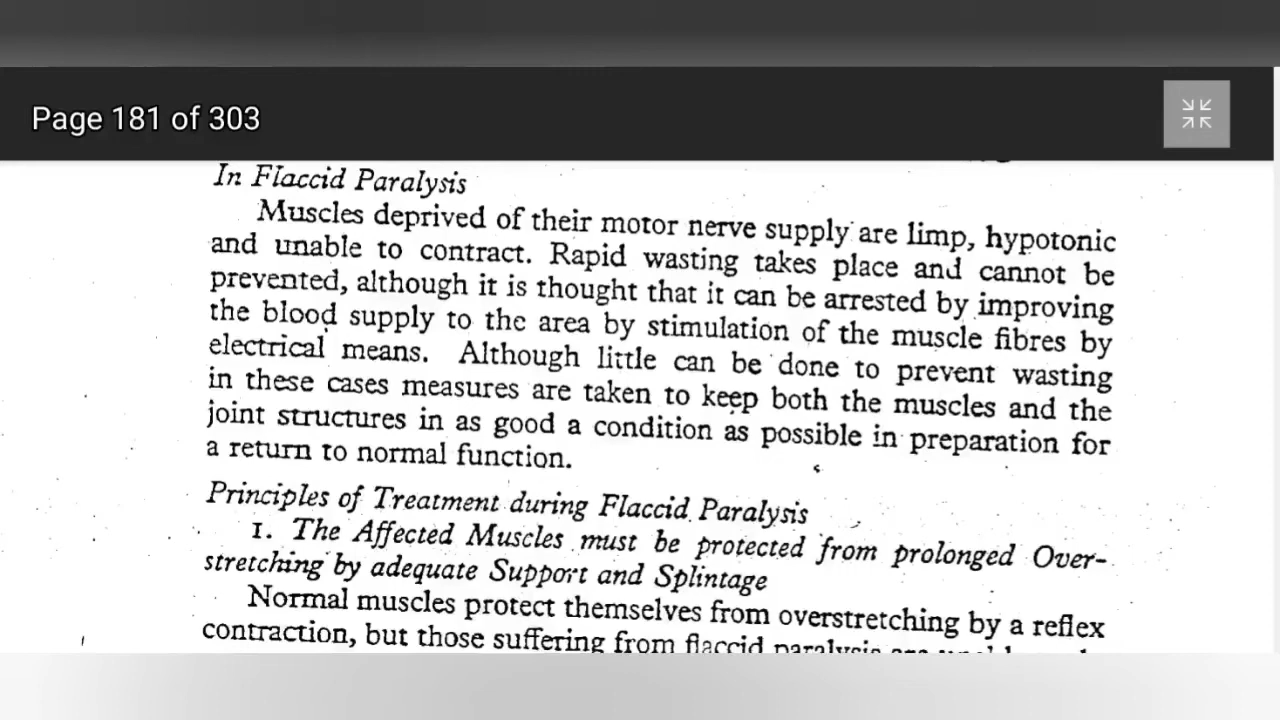 Page 181 of 303
In Flaccid Paralysis
Muscles deprived of their motor nerve supply are limp, hypotonic
and unable to contract. Rapid wasting takes place and cannot be
prevented, although it is thought that it can be arrested by improving
the blood supply to the area by stimulation of the muscle fibres by
electrical means. Although little can be done to prevent wasting
in these cases measures are taken to keep both the muscles and the
joint structures in as good a condition as possible in preparation for
a return to normal function.
Principles of Treatment during Flaccid Paralysis
1. The Affected Muscles must be protected from prolonged Over-
stretching by adequate Support and Splintage
Normal muscles protect themselves from overstretching by a reflex
contraction, but those suffering from flaccid paralysis are